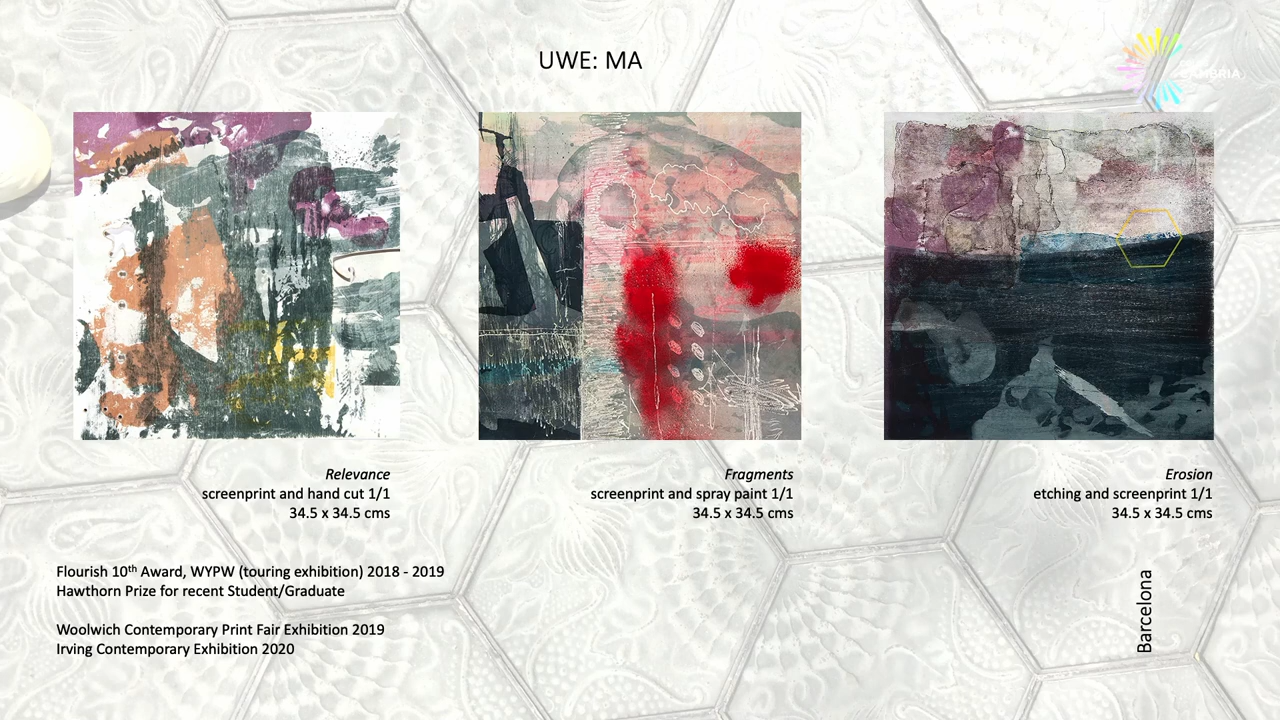 UWE: MA
CAMBRIA
Relevance
screenprint and hand cut 1/1
34.5 x 34.5 cms
Fragments
screenprint and spray paint 1/1
34.5 x 34.5 cms
Erosion
etching and screenprint 1/1
34.5 x 34.5 cms
Flourish 10th Award, WYPW (touring exhibition) 2018 - 2019
Hawthorn Prize for recent Student/Graduate
Woolwich Contemporary Print Fair Exhibition 2019
Irving Contemporary Exhibition 2020
Barcelona